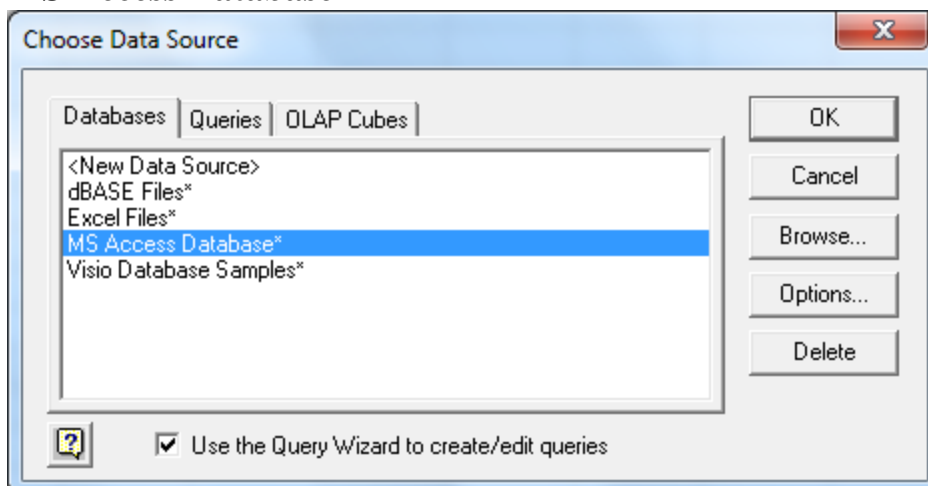 Choose Data Source
Databases Queries OLAP Cubes
<New Data Source>
dBASE Files*
Excel Files*
MS Access Database*
Visio Database Samples*
OK
Cancel
Browse...
Options...
Delete
Use the Query Wizard to create/edit queries